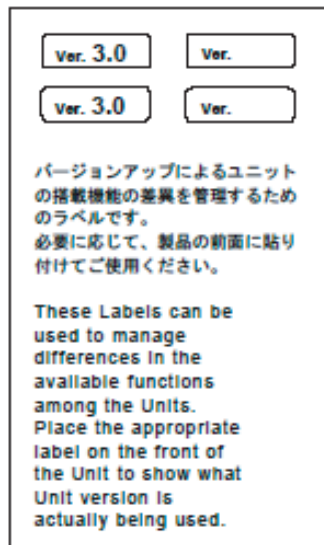 Ver. 3.0 Ver.
Ver. 3.0 Ver.
バージョンアップによるユニット
の搭載機能の差異を管理するため
のラベルです。
必要に応じて、製品の前面に貼り
付けてご使用ください。
These Labels can be
used to manage
differences in the
available functions
among the Units.
Place the appropriate
label on the front of
the Unit to show what
Unit version is
actually being used.